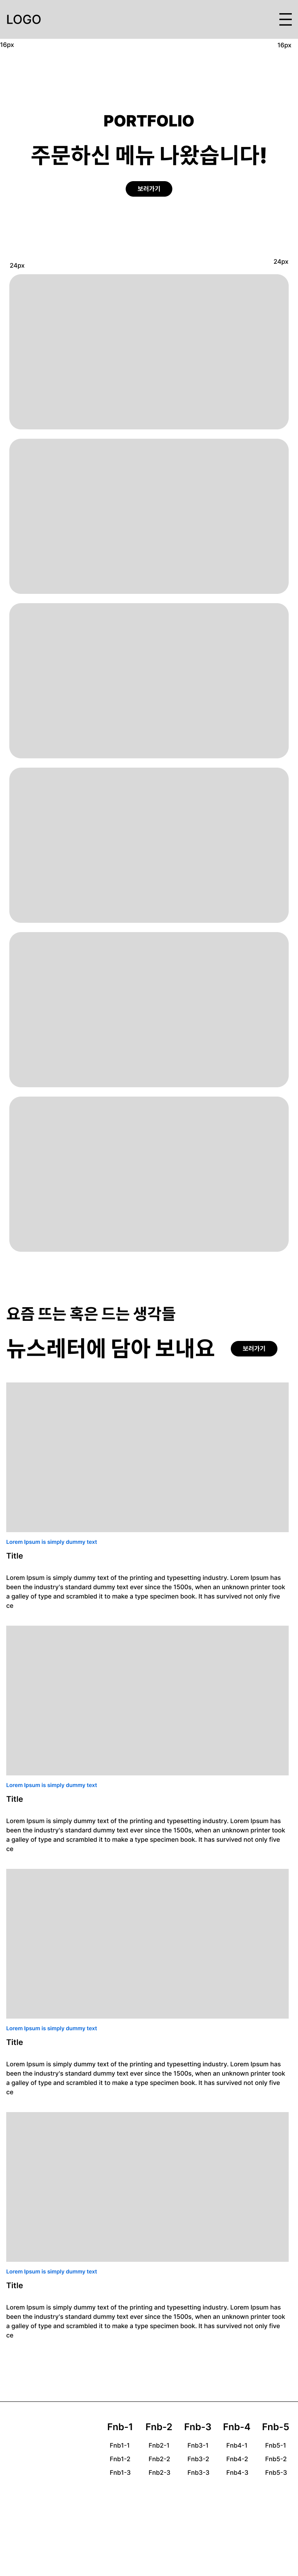 LOGO
16px
16px
PORTFOLIO
주문하신 메뉴 나왔습니다!
보러가기
24px
24px
요즘 뜨는 혹은 드는 생각들
뉴스레터에 담아 보내요
보러가기
Lorem Ipsum is simply dummy text
Title
Lorem Ipsum is simply dummy text of the printing and typesetting industry. Lorem Ipsum has
been the industry's standard dummy text ever since the 1500s, when an unknown printer took
a galley of type and scrambled it to make a type specimen book. It has survived not only five
ce
Lorem Ipsum is simply dummy text
Title
Lorem Ipsum is simply dummy text of the printing and typesetting industry. Lorem Ipsum has
been the industry's standard dummy text ever since the 1500s, when an unknown printer took
a galley of type and scrambled it to make a type specimen book. It has survived not only five
ce
Lorem Ipsum is simply dummy text
Title
Lorem Ipsum is simply dummy text of the printing and typesetting industry. Lorem Ipsum has
been the industry's standard dummy text ever since the 1500s, when an unknown printer took
a galley of type and scrambled it to make a type specimen book. It has survived not only five
ce
Lorem Ipsum is simply dummy text
Title
Lorem Ipsum is simply dummy text of the printing and typesetting industry. Lorem Ipsum has
been the industry's standard dummy text ever since the 1500s, when an unknown printer took
a galley of type and scrambled it to make a type specimen book. It has survived not only five
ce
Fnb-1 Fnb-2 Fnb-3 Fnb-4 Fnb-5
Fnb1-1 Fnb2-1 Fnb3-1 Fnb4-1 Fnb5-1
Fnb1-2 Fnb2-2 Fnb3-2 Fnb4-2 Fnb5-2
Fnb1-3 Fnb2-3 Fnb3-3 Fnb4-3 Fnb5-3